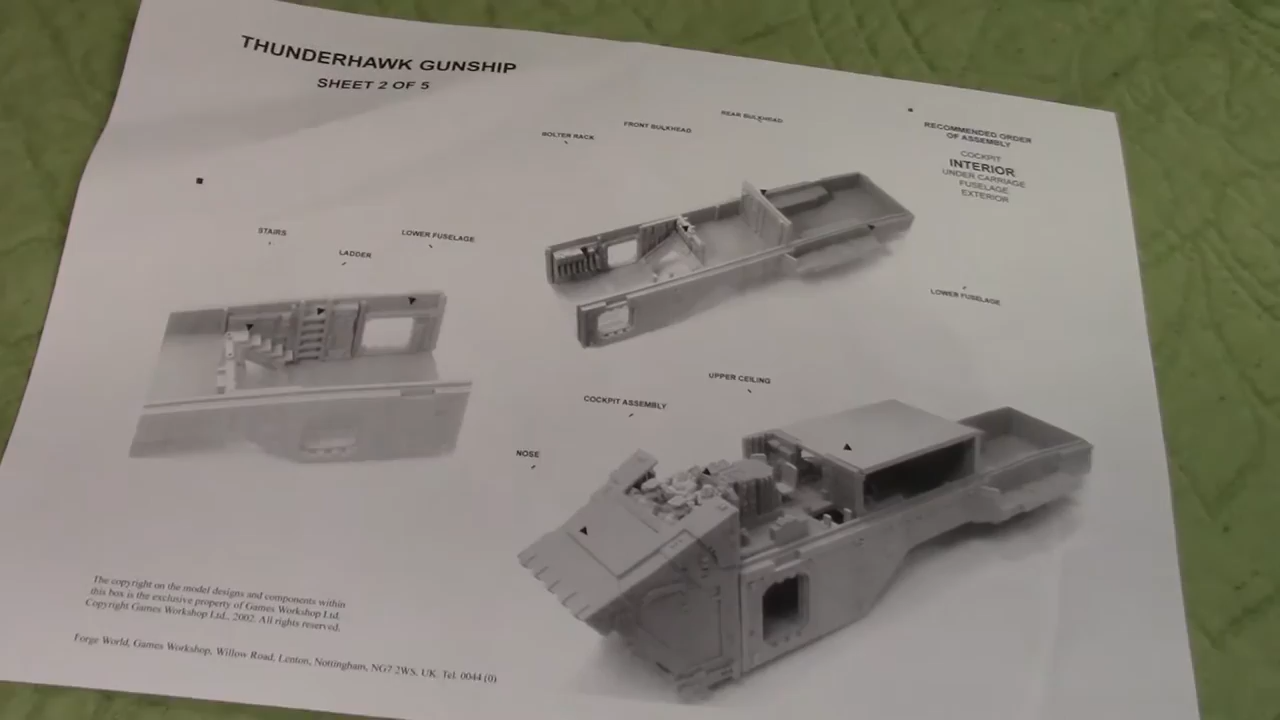 THUNDERHAWK GUNSHIP
SHEET 2 OF 5
BOLTER RACK
FRONT BULKHEAD
REAR BULKHEAD
RECOMMENDED ORDER
OF ASSEMBLY
COCKPIT
INTERIOR
UNDER CARRIAGE
FUSELAGE
EXTERIOR
STAIRS
LADDER
LOWER FUSELAGE
LOWER FUSELAGE
UPPER CEILING
COCKPIT ASSEMBLY
NOSE
The copyright on the model designs and components within
this box is the exclusive property of Games Workshop Ltd.
Copyright Games Workshop Ltd., 2002. All rights reserved.
Forge World, Games Workshop, Willow Road, Lenton, Nottingham, NG7 2WS, UK. Tel. 0044 (0)